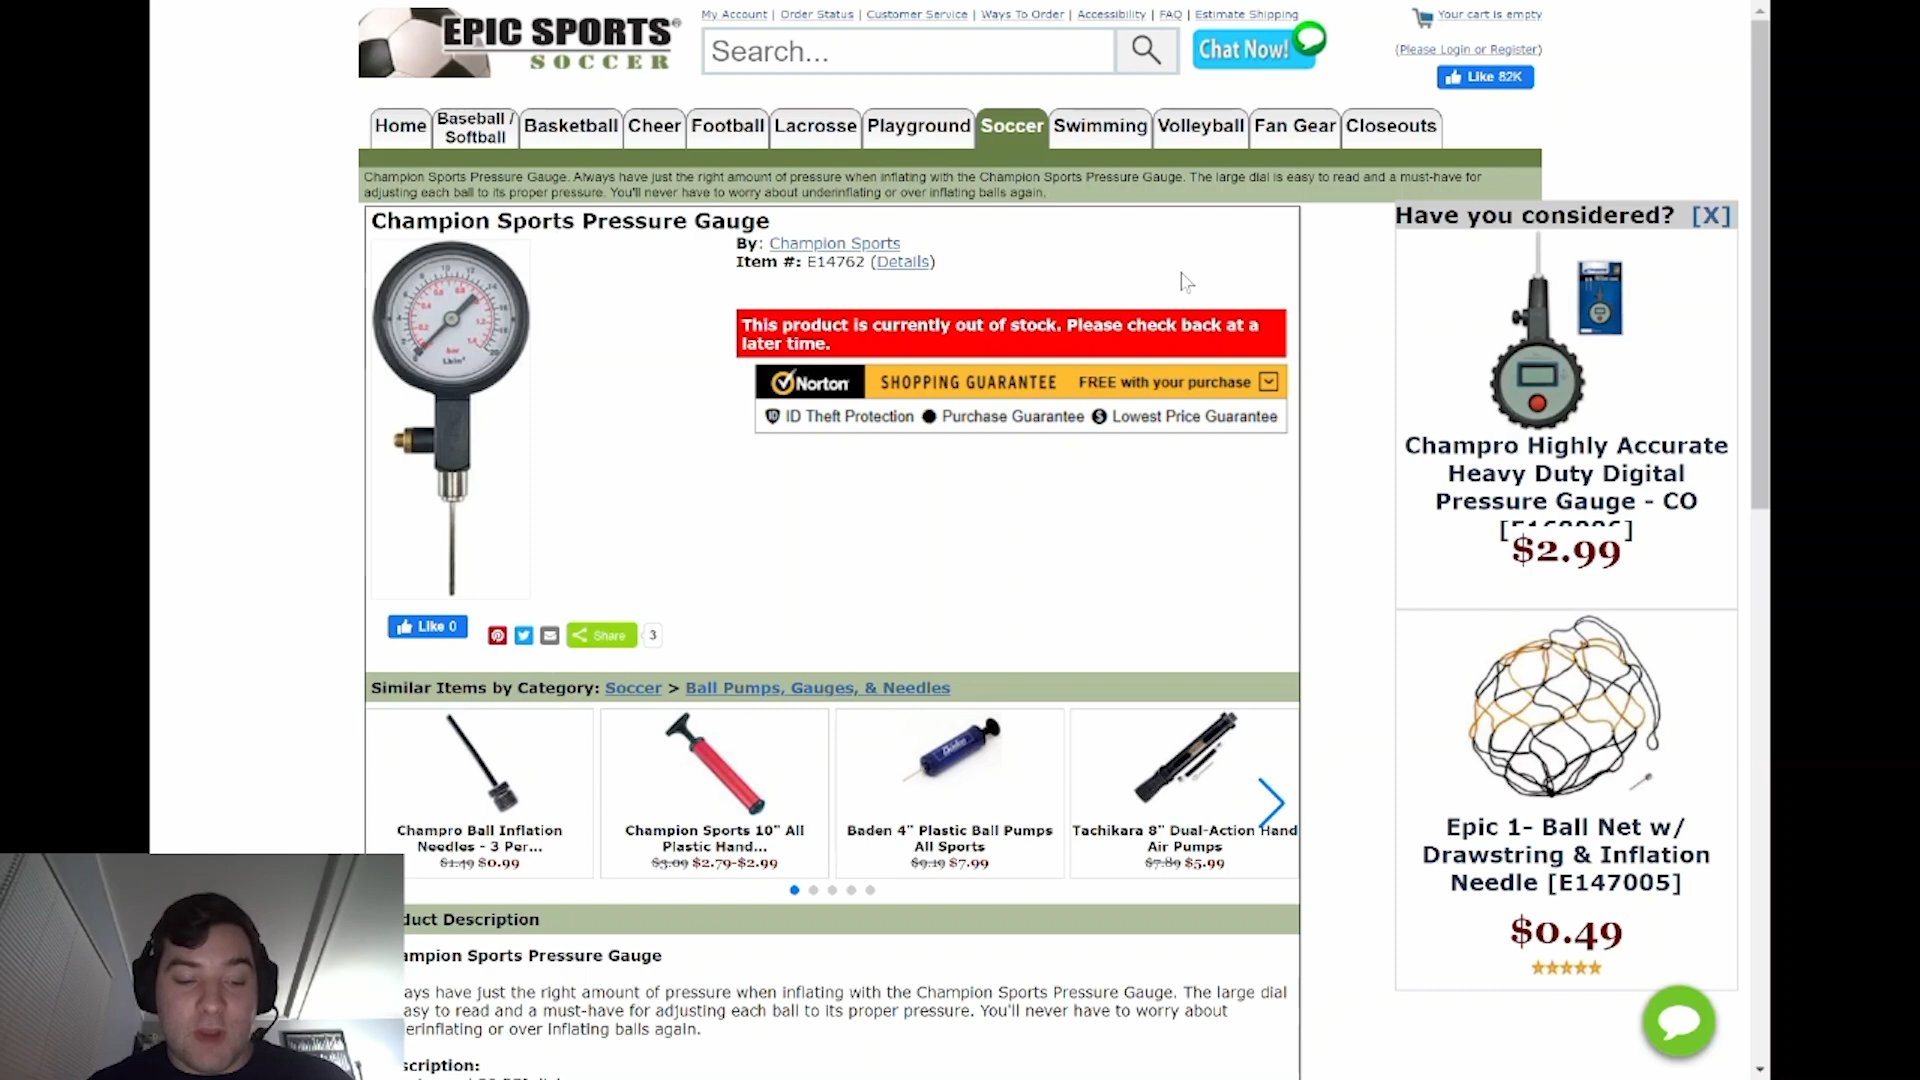 EPIC SPORTS
SOCCER
My Account | Order Status | Customer Service | Ways To Order | Accessibility | FAQ | Estimate Shipping
Your cart is empty
Search...
Chat Now!
(Please Login or Register)
Like 82K
Home
Baseball /
Softball
Basketball
Cheer
Football
Lacrosse
Playground
Soccer
Swimming
Volleyball
Fan Gear
Closeouts
Champion Sports Pressure Gauge. Always have just the right amount of pressure when inflating with the Champion Sports Pressure Gauge. The large dial is easy to read and a must-have for
adjusting each ball to its proper pressure. You'll never have to worry about underinflating or over inflating balls again.
Champion Sports Pressure Gauge
By: Champion Sports
Item #: E14762 (Details)
This product is currently out of stock. Please check back at a
later time.
Norton
SHOPPING GUARANTEE
FREE with your purchase
ID Theft Protection
Purchase Guarantee
Lowest Price Guarantee
Like 0
Share
3
Similar Items by Category: Soccer > Ball Pumps, Gauges, & Needles
Champro Ball Inflation
Needles - 3 Per...
$1.49 $0.99
Champion Sports 10" All
Plastic Hand...
$3.09 $2.79-$2.99
Baden 4" Plastic Ball Pumps
All Sports
$9.19 $7.99
Tachikara 8" Dual-Action Hand
Air Pumps
$7.89 $5.99
duct Description
ampion Sports Pressure Gauge
ays have just the right amount of pressure when inflating with the Champion Sports Pressure Gauge. The large dial
asy to read and a must-have for adjusting each ball to its proper pressure. You'll never have to worry about
erinflating or over inflating balls again.
scription:
Have you considered? [X]
Champro Highly Accurate
Heavy Duty Digital
Pressure Gauge - CO
$2.99
Epic 1- Ball Net w/
Drawstring & Inflation
Needle [E147005]
$0.49